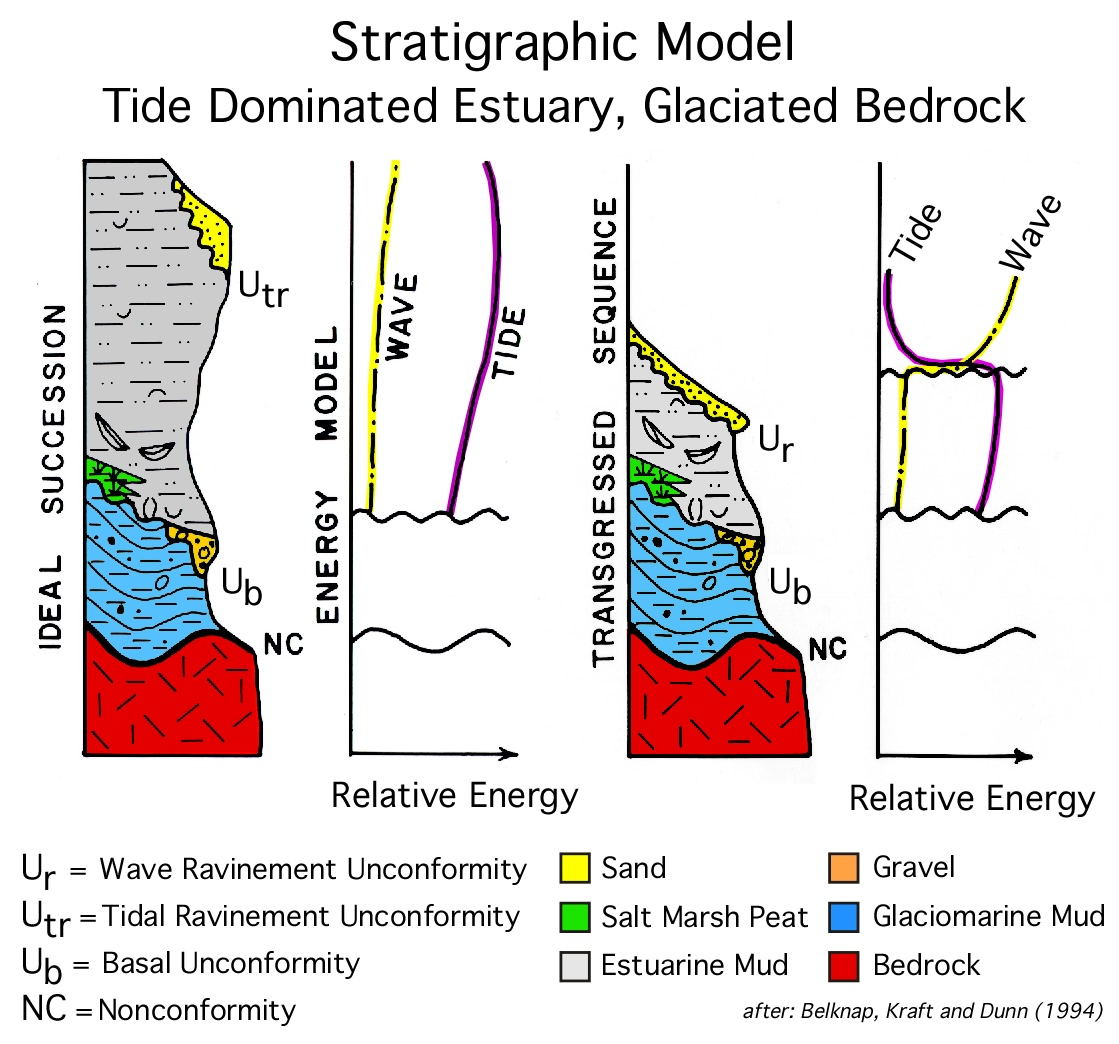 Stratigraphic Model
Tide Dominated Estuary, Glaciated Bedrock
IDEAL SUCCESSION
Utr
Ub
NC
ENERGY MODEL
WAVE
TIDE
Relative Energy
TRANSGRESSED SEQUENCE
Ur
Ub
NC
Tide
Wave
Relative Energy
Ur = Wave Ravinement Unconformity
Utr = Tidal Ravinement Unconformity
Ub = Basal Unconformity
NC = Nonconformity
Sand
Salt Marsh Peat
Estuarine Mud
Gravel
Glaciomarine Mud
Bedrock
after: Belknap, Kraft and Dunn (1994)